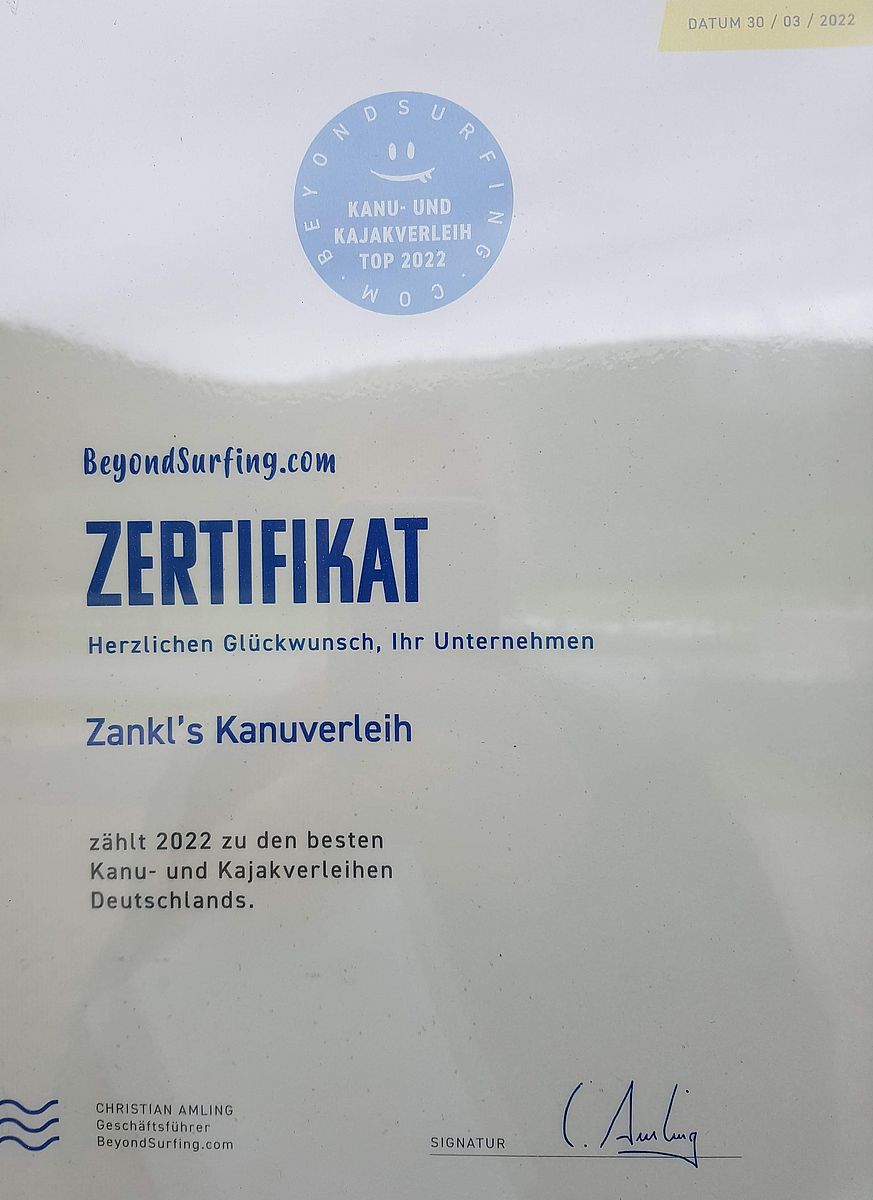 DATUM 30 / 03 / 2022
BEYONDSURFING.COM
KANU- UND
KAJAKVERLEIH
TOP 2022
BeyondSurfing.com
ZERTIFIKAT
Herzlichen Glückwunsch, Ihr Unternehmen
Zankl's Kanuverleih
zählt 2022 zu den besten
Kanu- und Kajakverleihen
Deutschlands.
CHRISTIAN AMLING
Geschäftsführer
BeyondSurfing.com
SIGNATUR
C. Amling